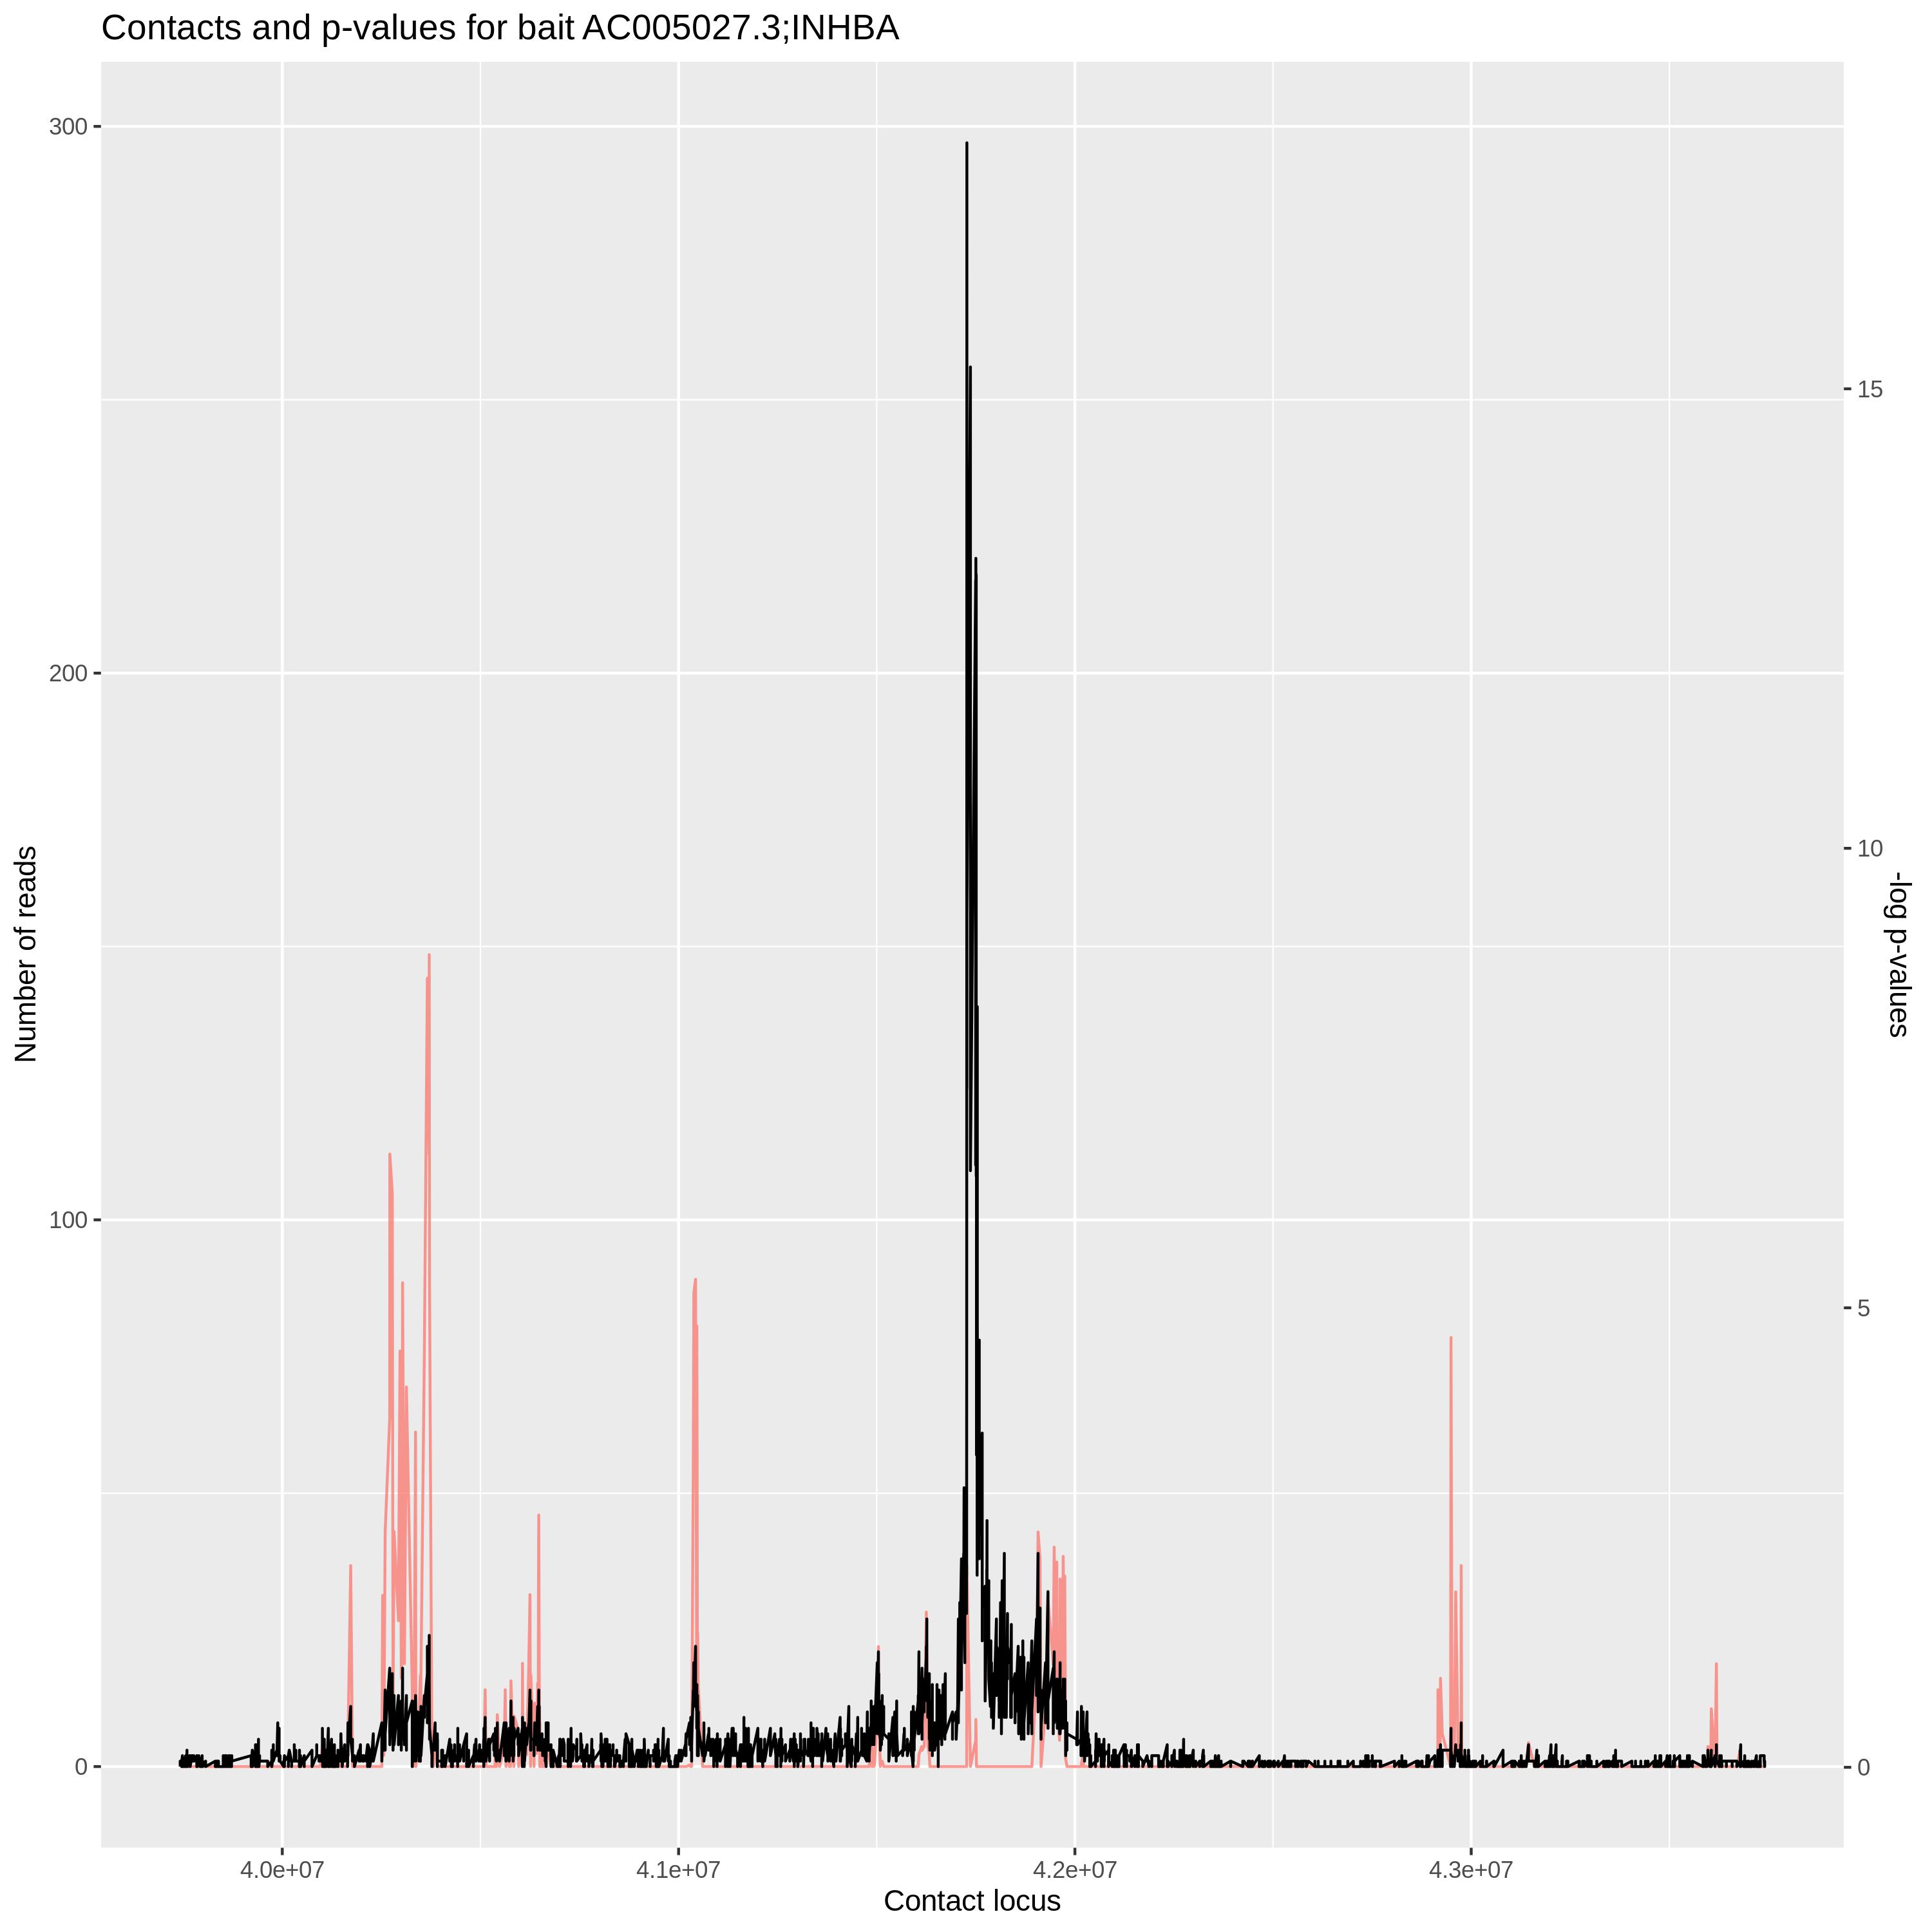 Contacts and p-values for bait AC005027.3;INHBA
300
200
100
0
Number of reads
15
10
5
0
-log p-values
4.0e+07
4.1e+07
4.2e+07
4.3e+07
Contact locus